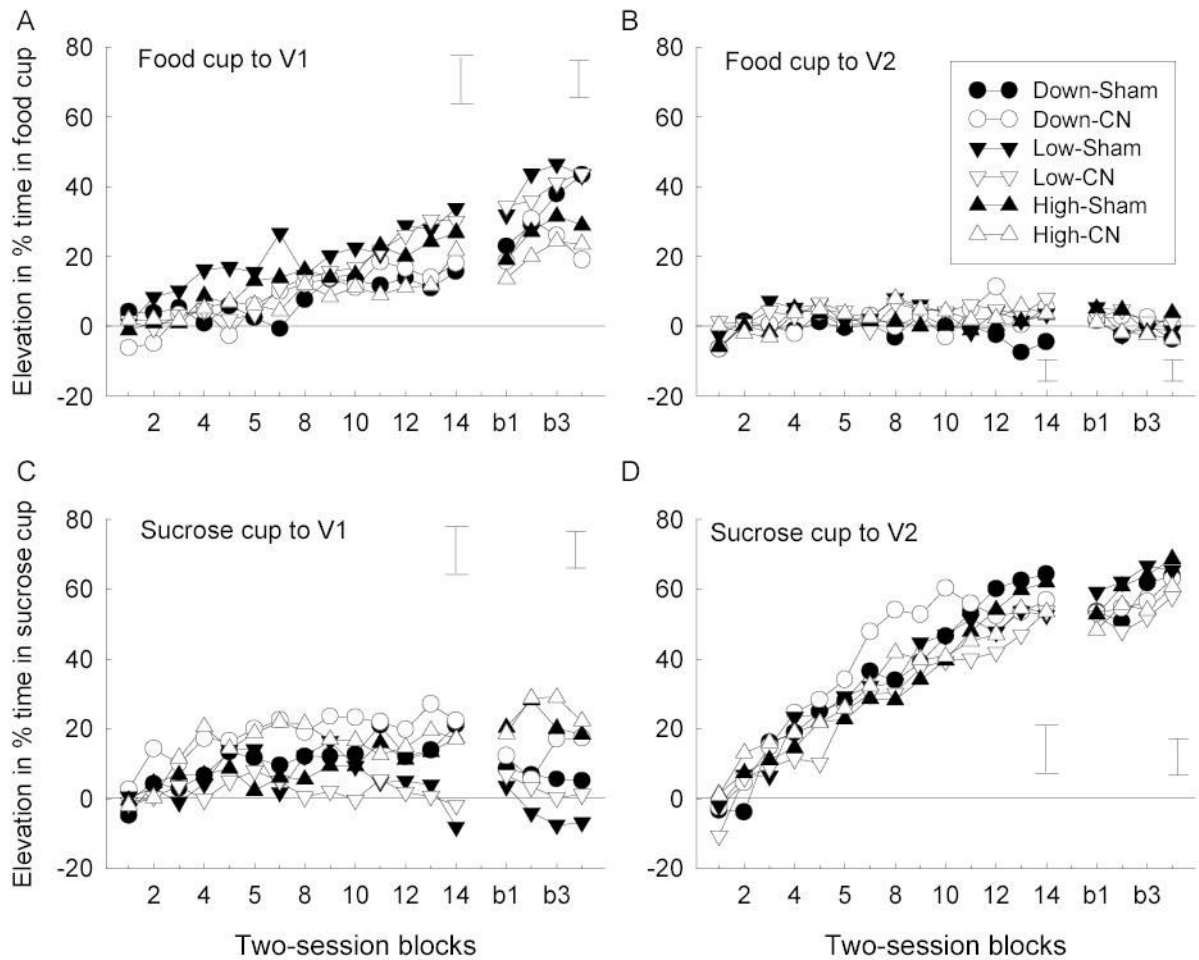 A
B
Food cup to V1
Food cup to V2
Down-Sham
Down-CN
Low-Sham
Low-CN
High-Sham
High-CN
Elevation in % time in food cup
80
60
40
20
0
-20
2 4 5 8 10 12 14 b1 b3
80
60
40
20
0
-20
2 4 5 8 10 12 14 b1 b3
C
D
Sucrose cup to V1
Sucrose cup to V2
Elevation in % time in sucrose cup
80
60
40
20
0
-20
2 4 5 8 10 12 14 b1 b3
80
60
40
20
0
-20
2 4 5 8 10 12 14 b1 b3
Two-session blocks
Two-session blocks